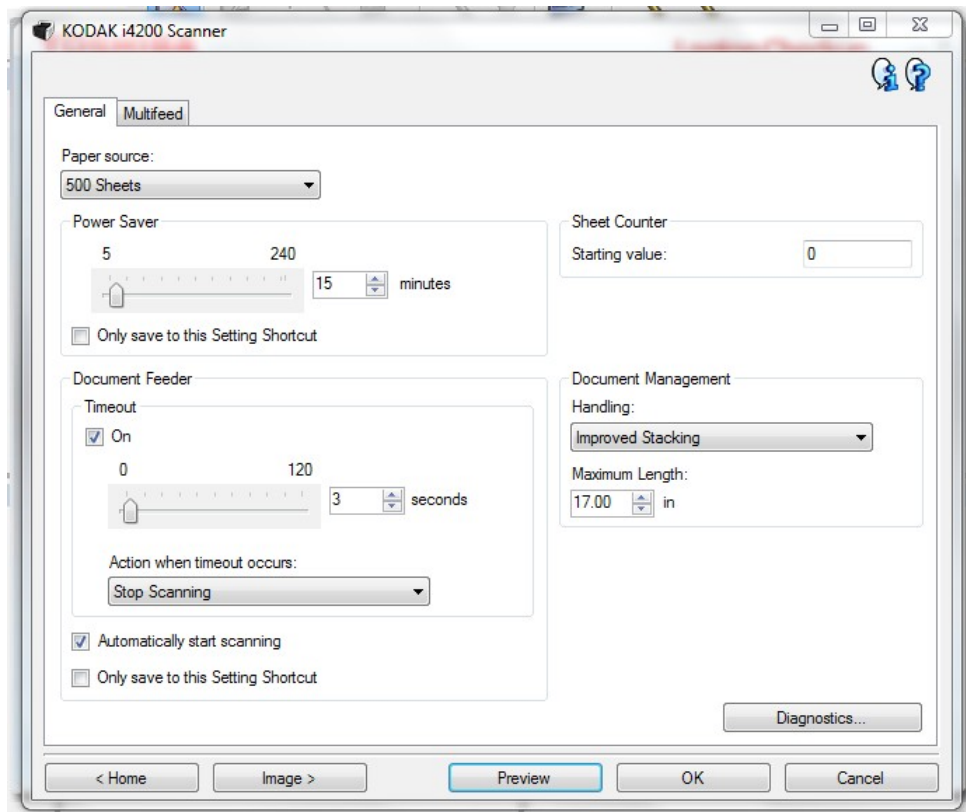 KODAK i4200 Scanner
General Multifeed
Paper source:
500 Sheets
Power Saver
5 240
15 minutes
Only save to this Setting Shortcut
Sheet Counter
Starting value: 0
Document Feeder
Timeout
On
0 120
3 seconds
Action when timeout occurs:
Stop Scanning
Automatically start scanning
Only save to this Setting Shortcut
Document Management
Handling:
Improved Stacking
Maximum Length:
17.00 in
Diagnostics...
< Home Image > Preview OK Cancel